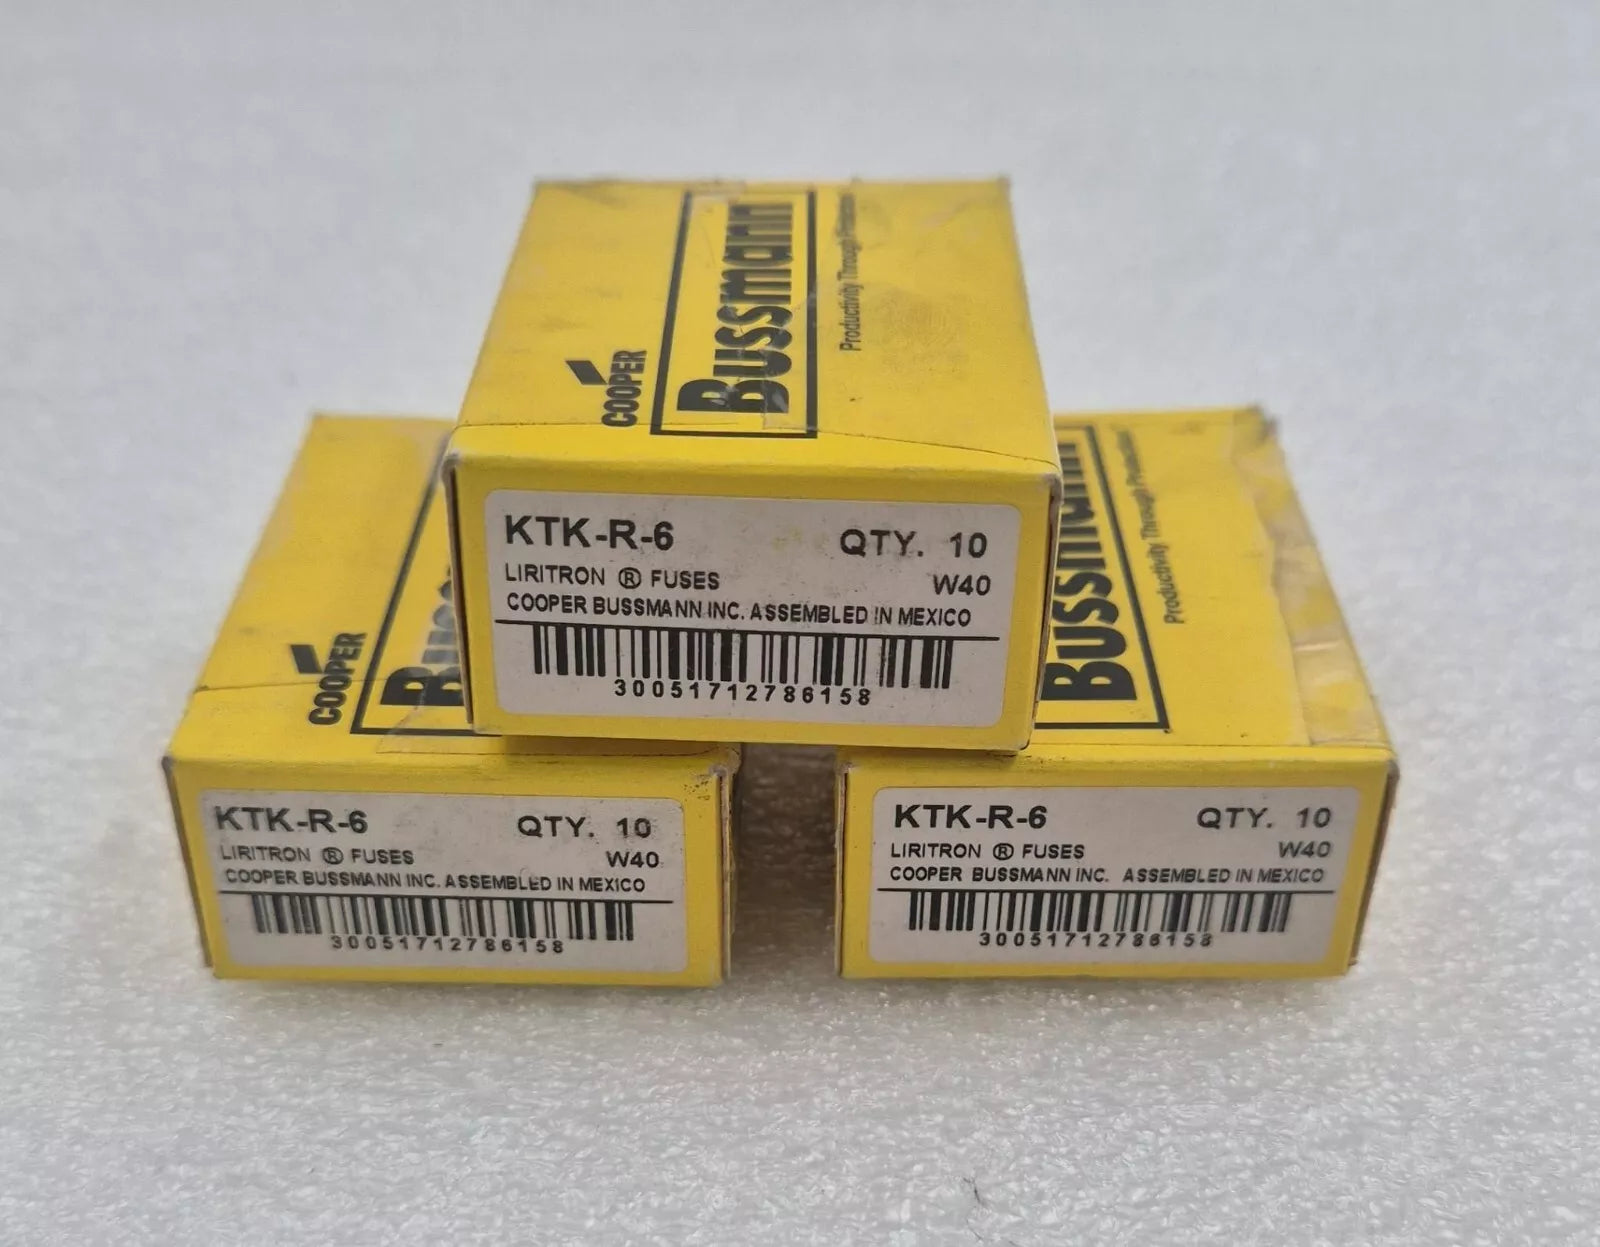 COOPER
Bussmann
Productivity Through Protection
KTK-R-6 QTY. 10
LIRITRON ® FUSES W40
COOPER BUSSMANN INC. ASSEMBLED IN MEXICO
30051712786158
COOPER
KTK-R-6 QTY. 10
LIRITRON ® FUSES W40
COOPER BUSSMANN INC. ASSEMBLED IN MEXICO
30051712786158
Bussmann
Productivity Through Protection
KTK-R-6 QTY. 10
LIRITRON ® FUSES W40
COOPER BUSSMANN INC. ASSEMBLED IN MEXICO
30051712786158